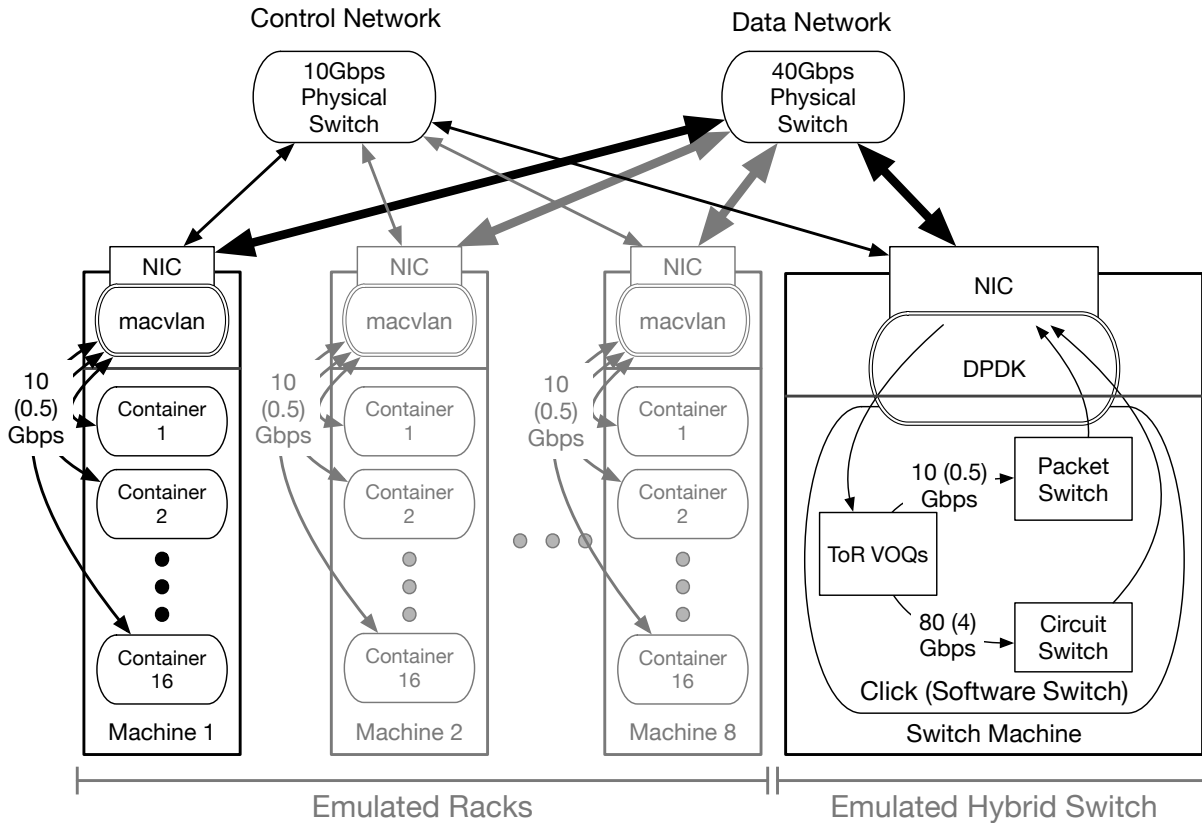 Control Network
Data Network
10Gbps
Physical
Switch
40Gbps
Physical
Switch
NIC
macvlan
10
(0.5)
Gbps
Container
1
Container
2
Container
16
Machine 1
NIC
macvlan
10
(0.5)
Gbps
Container
1
Container
2
Container
16
Machine 2
NIC
macvlan
10
(0.5)
Gbps
Container
1
Container
2
Container
16
Machine 8
NIC
DPDK
ToR VOQs
10 (0.5)
Gbps
Packet
Switch
80 (4)
Gbps
Circuit
Switch
Click (Software Switch)
Switch Machine
Emulated Racks
Emulated Hybrid Switch